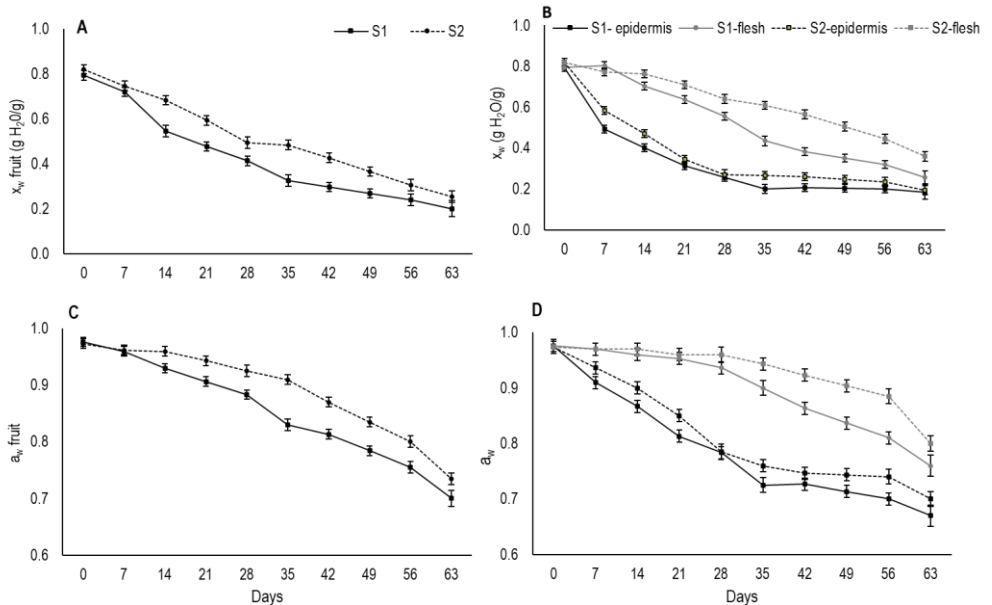 A
S1
S2
x_w fruit (g H_20/g)
1.0
0.8
0.6
0.4
0.2
0.0
0 7 14 21 28 35 42 49 56 63
B
S1- epidermis
S1-flesh
S2-epidermis
S2-flesh
x_w (g H_2O/g)
1.0
0.8
0.6
0.4
0.2
0.0
0 7 14 21 28 35 42 49 56 63
C
a_w fruit
1.0
0.9
0.8
0.7
0.6
0 7 14 21 28 35 42 49 56 63
Days
D
a_w
1.0
0.9
0.8
0.7
0.6
0 7 14 21 28 35 42 49 56 63
Days